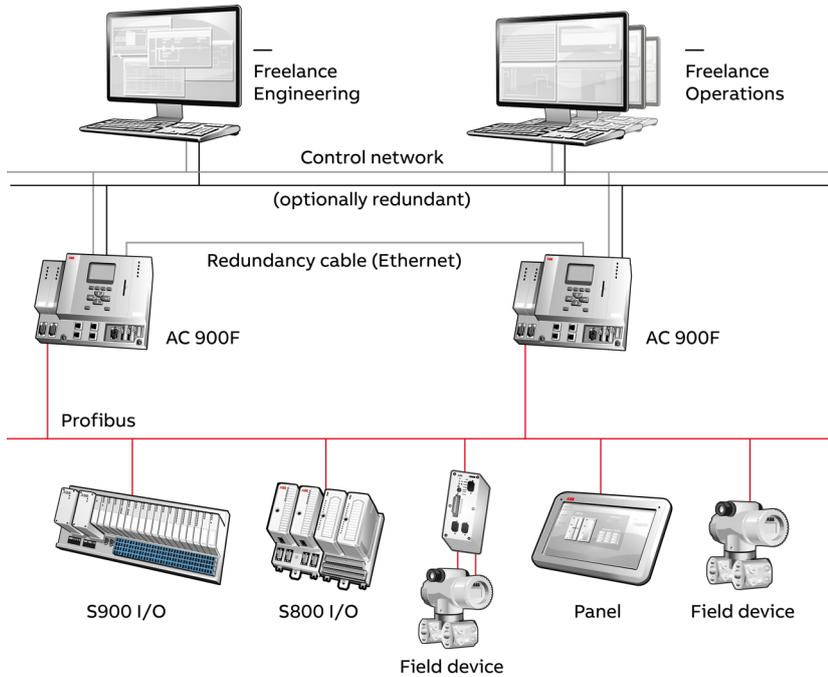 Freelance
Engineering
Freelance
Operations
Control network
(optionally redundant)
Redundancy cable (Ethernet)
AC 900F
AC 900F
Profibus
S900 I/O
S800 I/O
Panel
Field device
Field device